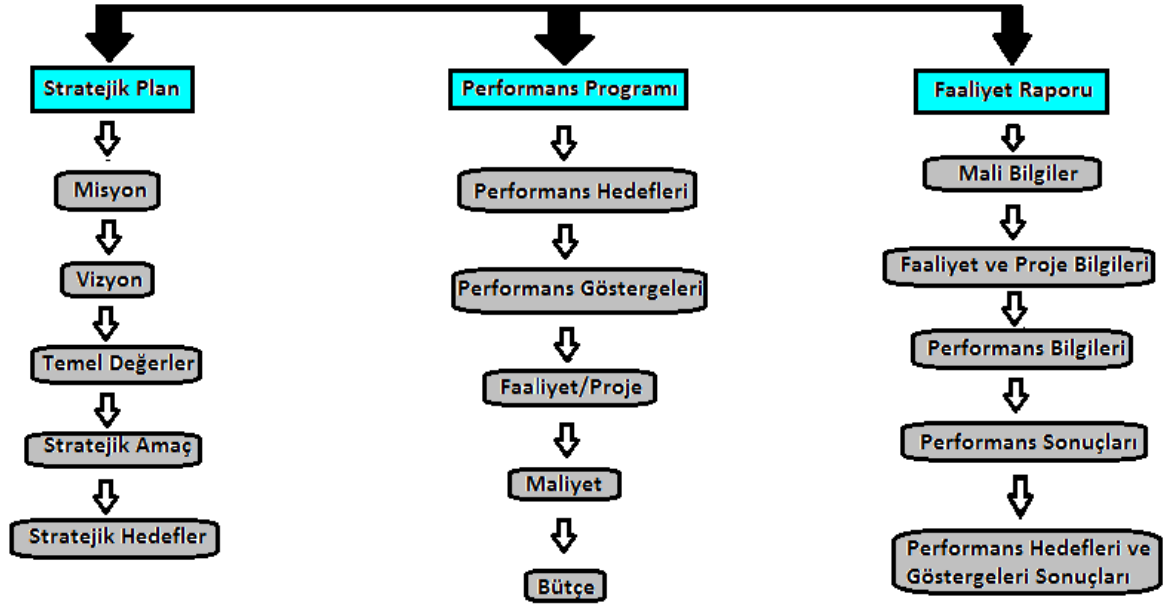 Stratejik Plan
Misyon
Vizyon
Temel Değerler
Stratejik Amaç
Stratejik Hedefler
Performans Programı
Performans Hedefleri
Performans Göstergeleri
Faaliyet/Proje
Maliyet
Bütçe
Faaliyet Raporu
Mali Bilgiler
Faaliyet ve Proje Bilgileri
Performans Bilgileri
Performans Sonuçları
Performans Hedefleri ve
Göstergeleri Sonuçları